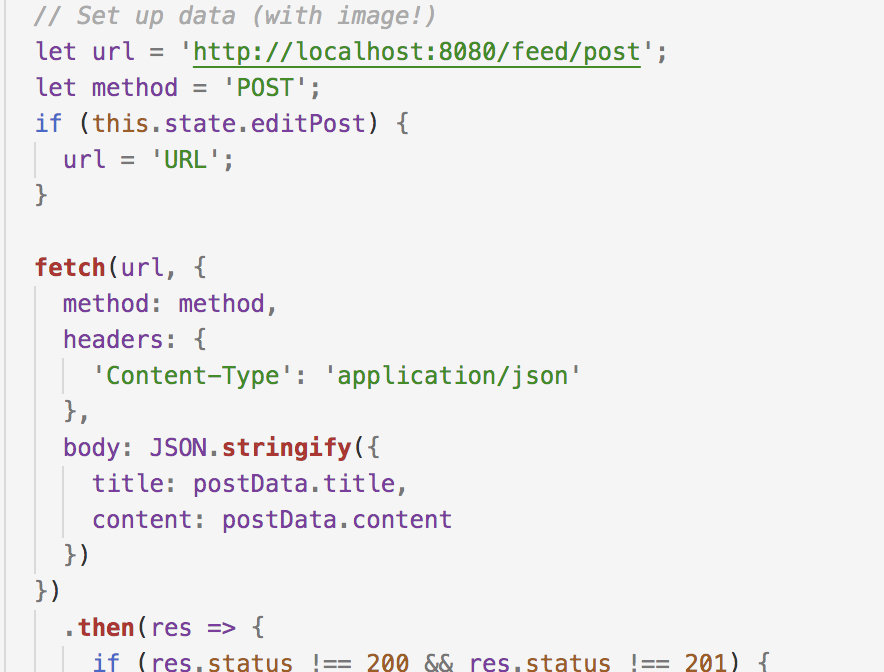 // Set up data (with image!)
let url = 'http://localhost:8080/feed/post';
let method = 'POST';
if (this.state.editPost) {
  url = 'URL';
}

fetch(url, {
  method: method,
  headers: {
    'Content-Type': 'application/json'
  },
  body: JSON.stringify({
    title: postData.title,
    content: postData.content
  })
})
  .then(res => {
    if (res.status !== 200 && res.status !== 201) {